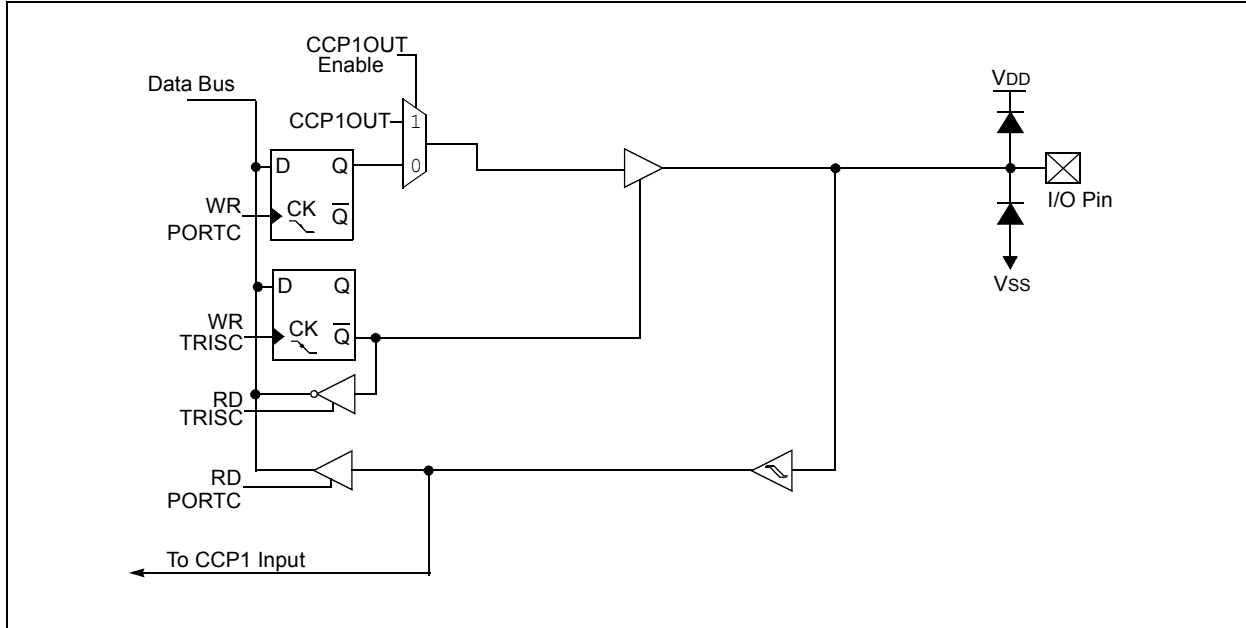 CCP1OUT
Enable
Data Bus
VDD
CCP1OUT
1
D
Q
0
I/O Pin
WR
PORTC
CK
Q
VSS
D
Q
WR
TRISC
CK
Q
RD
TRISC
RD
PORTC
To CCP1 Input